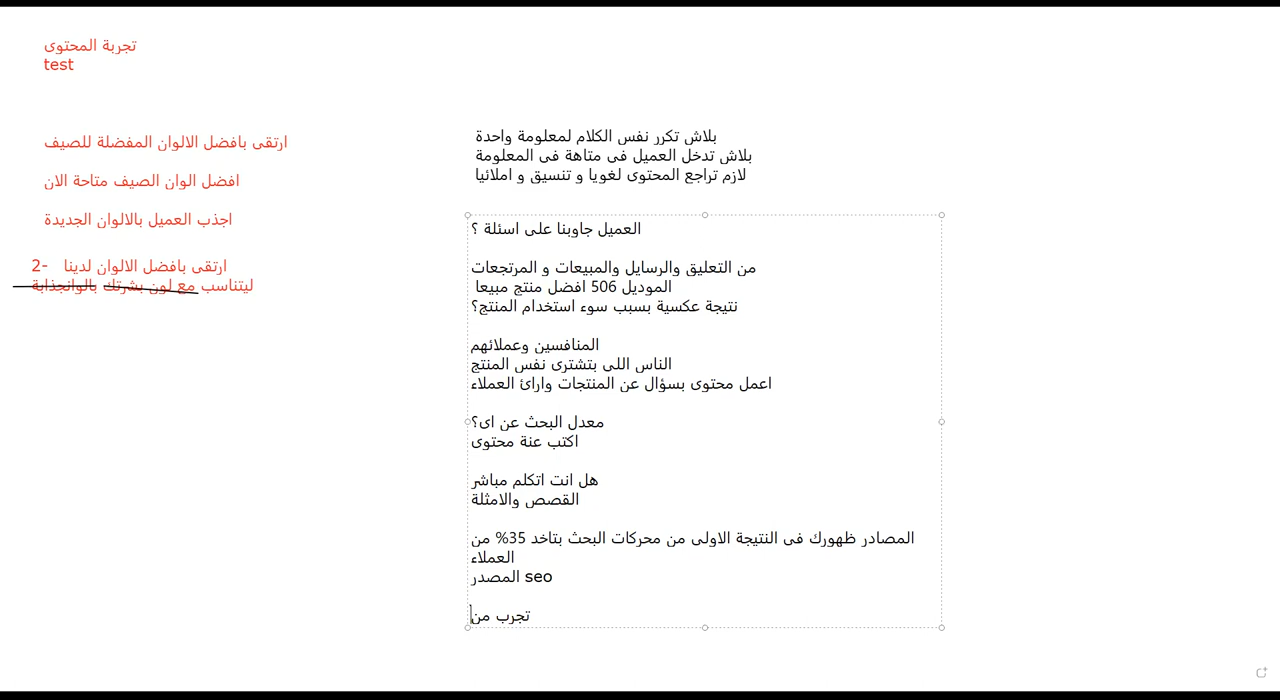 تجربة المحتوى
test
ارتقى بافضل الالوان المفضلة للصيف
افضل الوان الصيف متاحة الان
اجذب العميل بالالوان الجديدة
2- ارتقى بافضل الالوان لدينا
ليتناسب مع لون بشرتك بالوانجذابة
بلاش تكرر نفس الكلام لمعلومة واحدة
بلاش تدخل العميل فى متاهة فى المعلومة
لازم تراجع المحتوى لغويا و تنسيق و املائيا
العميل جاوبنا على اسئلة ؟
من التعليق والرسايل والمبيعات و المرتجعات
الموديل 506 افضل منتج مبيعا
نتيجة عكسية بسبب سوء استخدام المنتج؟
المنافسين وعملائهم
الناس اللى بتشترى نفس المنتج
اعمل محتوى بسؤال عن المنتجات وارائ العملاء
معدل البحث عن اى؟
اكتب عنة محتوى
هل انت اتكلم مباشر
القصص والامثلة
المصادر ظهورك فى النتيجة الاولى من محركات البحث بتاخد 35% من
العملاء
المصدر seo
تجرب من